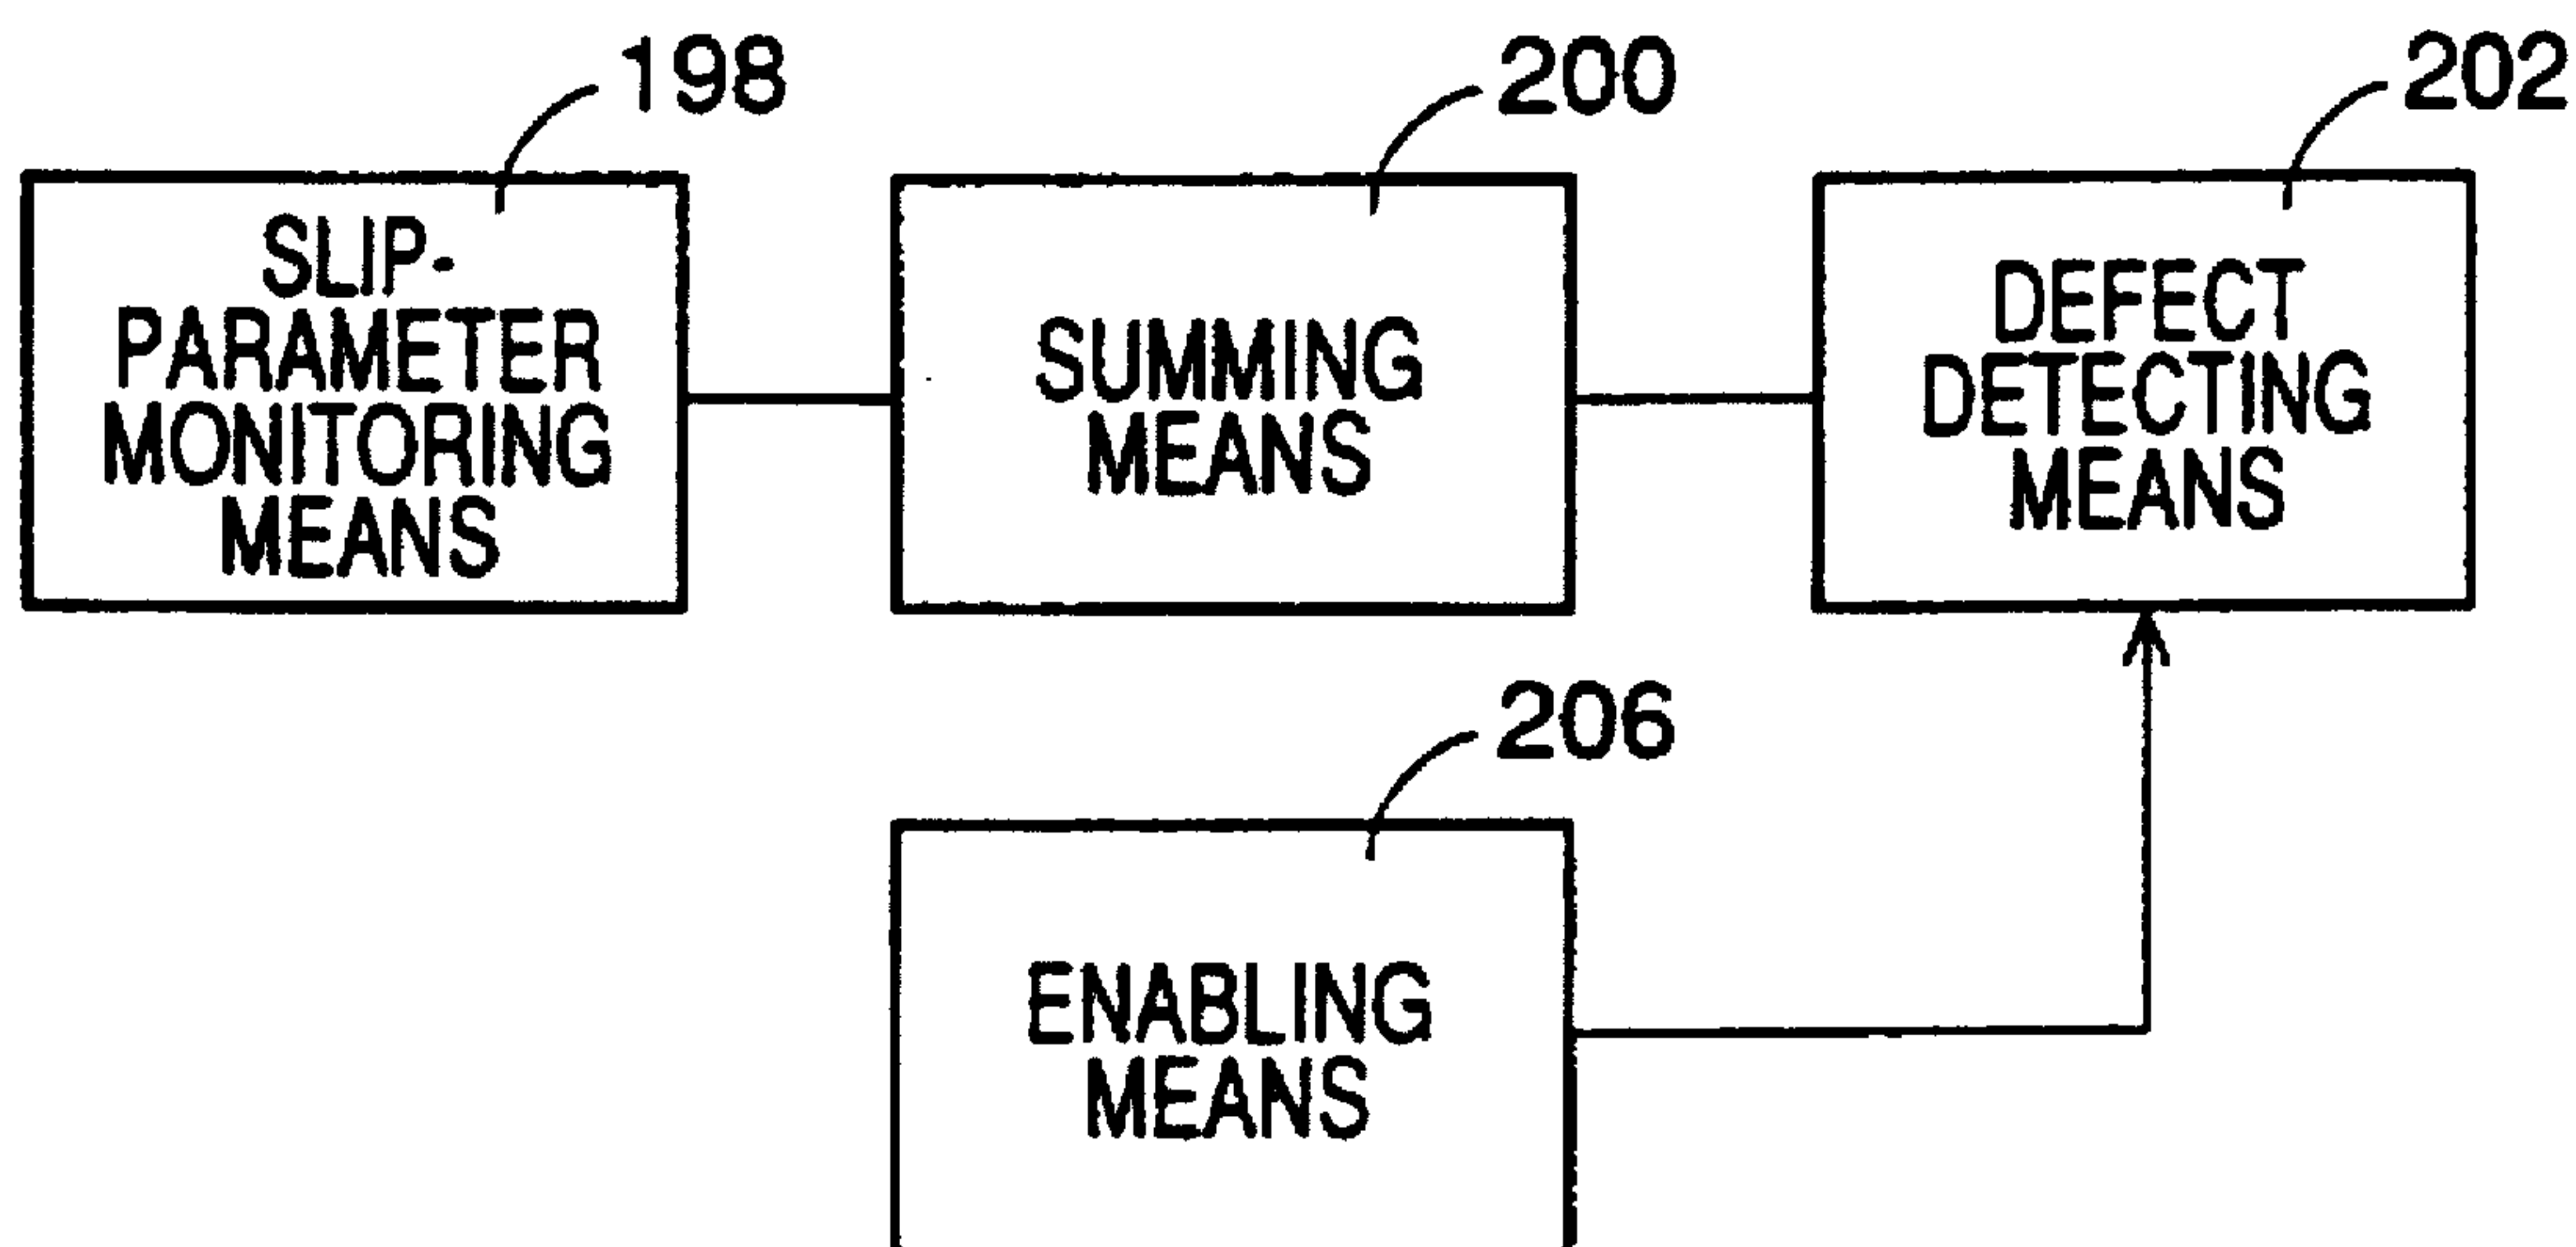 198
200
202
SLIP-
PARAMETER
MONITORING
MEANS
SUMMING
MEANS
DEFECT
DETECTING
MEANS
206
ENABLING
MEANS